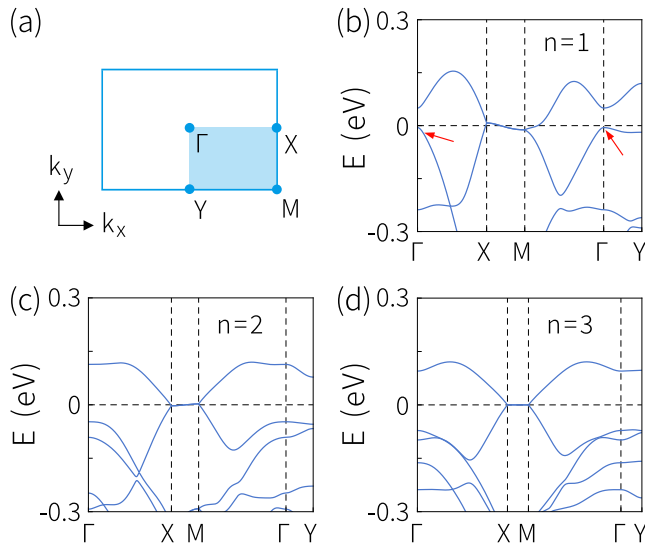 (a)
Γ
X
k_y
k_x
Y
M
(b)
n=1
0.3
0
-0.3
E (eV)
Γ
X
M
Γ
Y
(c)
n=2
0.3
0
-0.3
E (eV)
Γ
X
M
Γ
Y
(d)
n=3
0.3
0
-0.3
E (eV)
Γ
X
M
Γ
Y